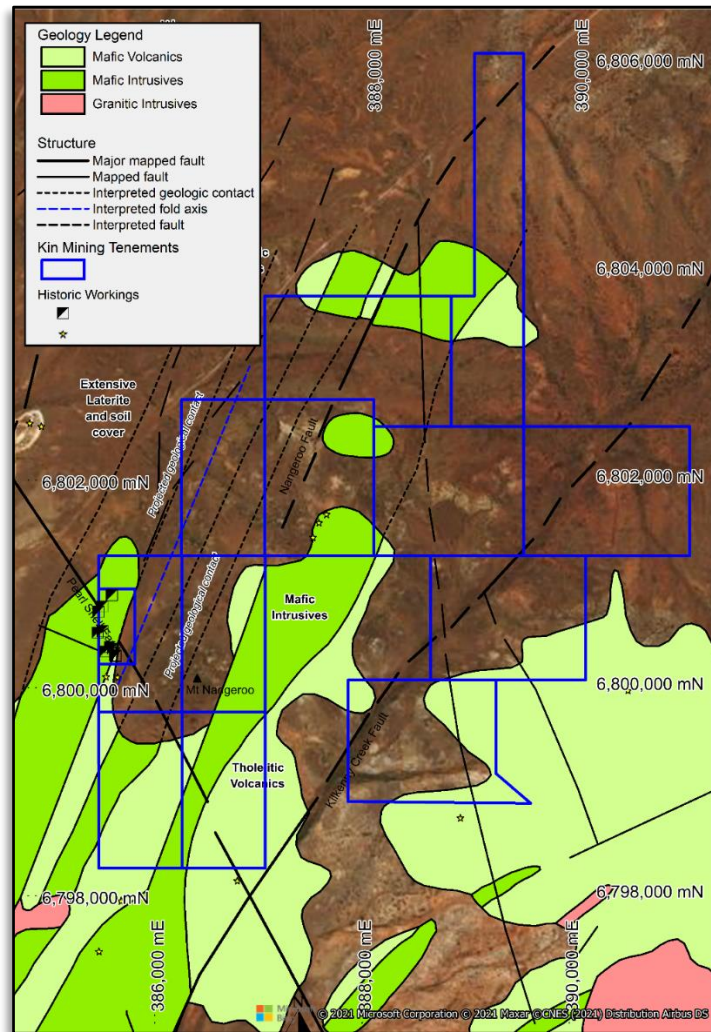 Geology Legend
Mafic Volcanics
Mafic Intrusives
Granitic Intrusives
Structure
Major mapped fault
Mapped fault
Interpreted geologic contact
Interpreted fold axis
Interpreted fault
Kin Mining Tenements
Historic Workings
388,000 mE
390,000 mE
6,806,000 mN
6,804,000 mN
Extensive
Laterite
and soil
cover
Projected geological contact
Nangeroo Fault
6,802,000 mN
6,802,000 mN
Mafic
Intrusives
Projected geological contact
Mt Nangeroo
6,800,000 mN
6,800,000 mN
Tholeiitic
Volcanics
Kilkenny Creek Fault
6,798,000 mN
6,798,000 mN
386,000 mE
388,000 mE
390,000 mE
© 2021 Microsoft Corporation © 2021 Maxar ©CNES (2021) Distribution Airbus DS